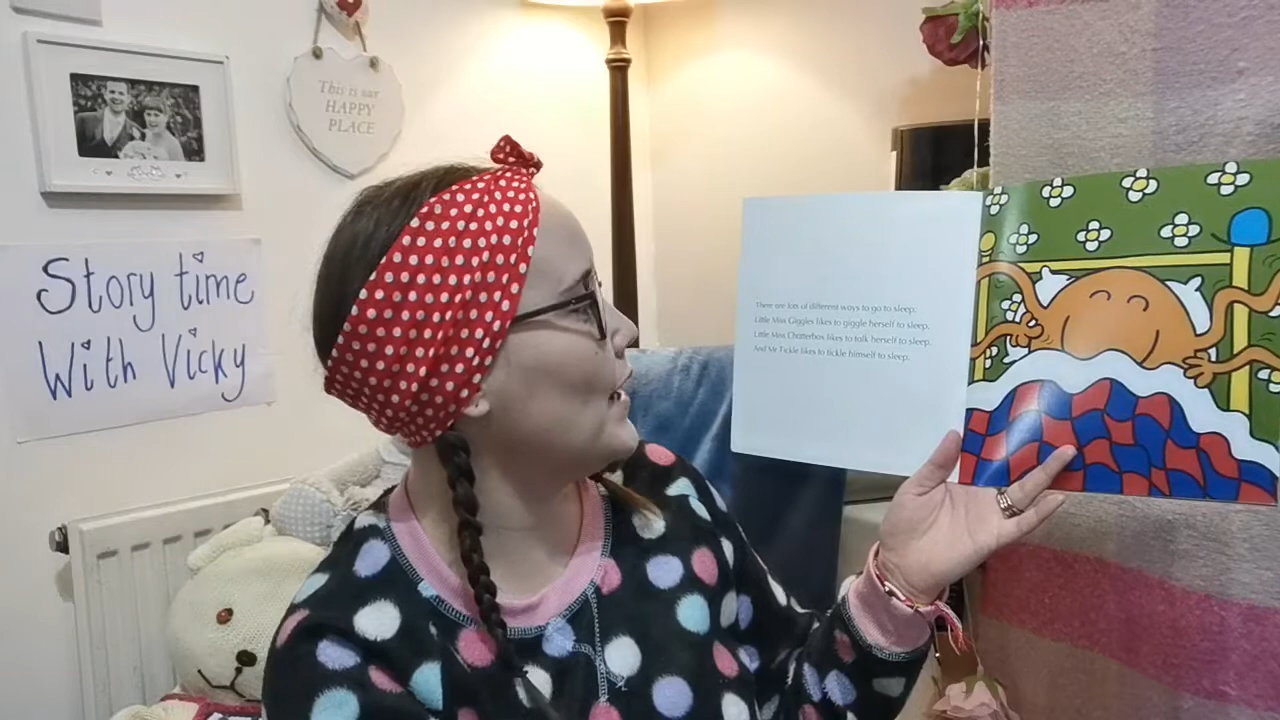 This is our
HAPPY
PLACE
Story time
With Vicky
There are lots of different ways to go to sleep.
Little Miss Giggles likes to giggle herself to sleep.
Little Miss Chatterbox likes to talk herself to sleep.
And Mr Tickle likes to tickle himself to sleep.